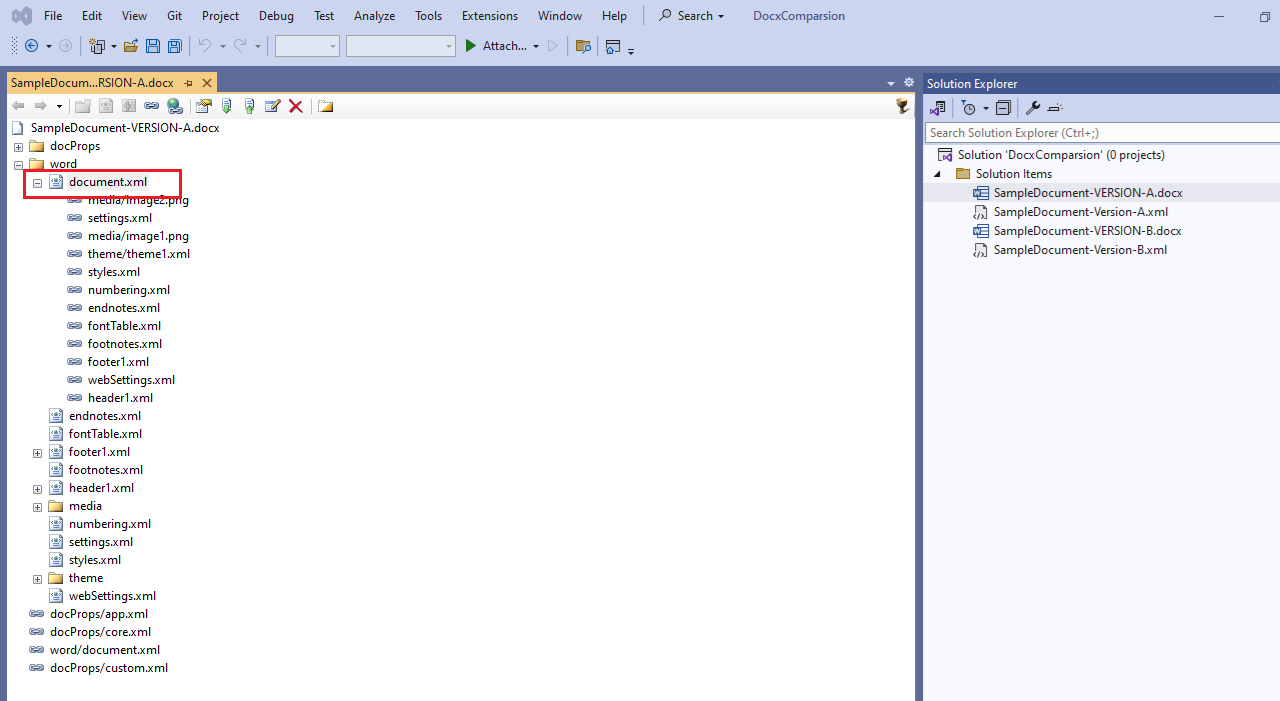 File Edit View Git Project Debug Test Analyze Tools Extensions Window Help Search DocxComparsion
Attach...
SampleDocum...RSION-A.docx
SampleDocument-VERSION-A.docx
docProps
word
document.xml
media/image2.png
settings.xml
media/image1.png
theme/theme1.xml
styles.xml
numbering.xml
endnotes.xml
fontTable.xml
footnotes.xml
footer1.xml
webSettings.xml
header1.xml
endnotes.xml
fontTable.xml
footer1.xml
footnotes.xml
header1.xml
media
numbering.xml
settings.xml
styles.xml
theme
webSettings.xml
docProps/app.xml
docProps/core.xml
word/document.xml
docProps/custom.xml
Solution Explorer
Search Solution Explorer (Ctrl+;)
Solution 'DocxComparsion' (0 projects)
Solution Items
SampleDocument-VERSION-A.docx
SampleDocument-Version-A.xml
SampleDocument-VERSION-B.docx
SampleDocument-Version-B.xml